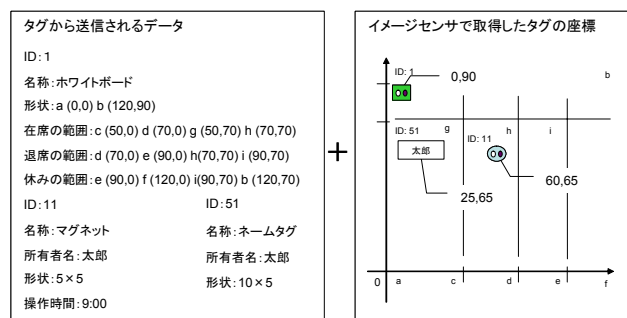 タグから送信されるデータ
ID:1
名称:ホワイトボード
形状:a (0,0) b (120,90)
在席の範囲:c (50,0) d (70,0) g (50,70) h (70,70)
退席の範囲:d (70,0) e (90,0) h(70,70) i (90,70)
休みの範囲:e (90,0) f (120,0) i(90,70) b (120,70)
ID:11
名称:マグネット
所有者名:太郎
形状:5×5
操作時間:9:00
ID:51
名称:ネームタグ
所有者名:太郎
形状:10×5
+
イメージセンサで取得したタグの座標
ID: 1
0,90
b
ID: 51
g
h
i
ID: 11
太郎
60,65
25,65
0
a
c
d
e
f